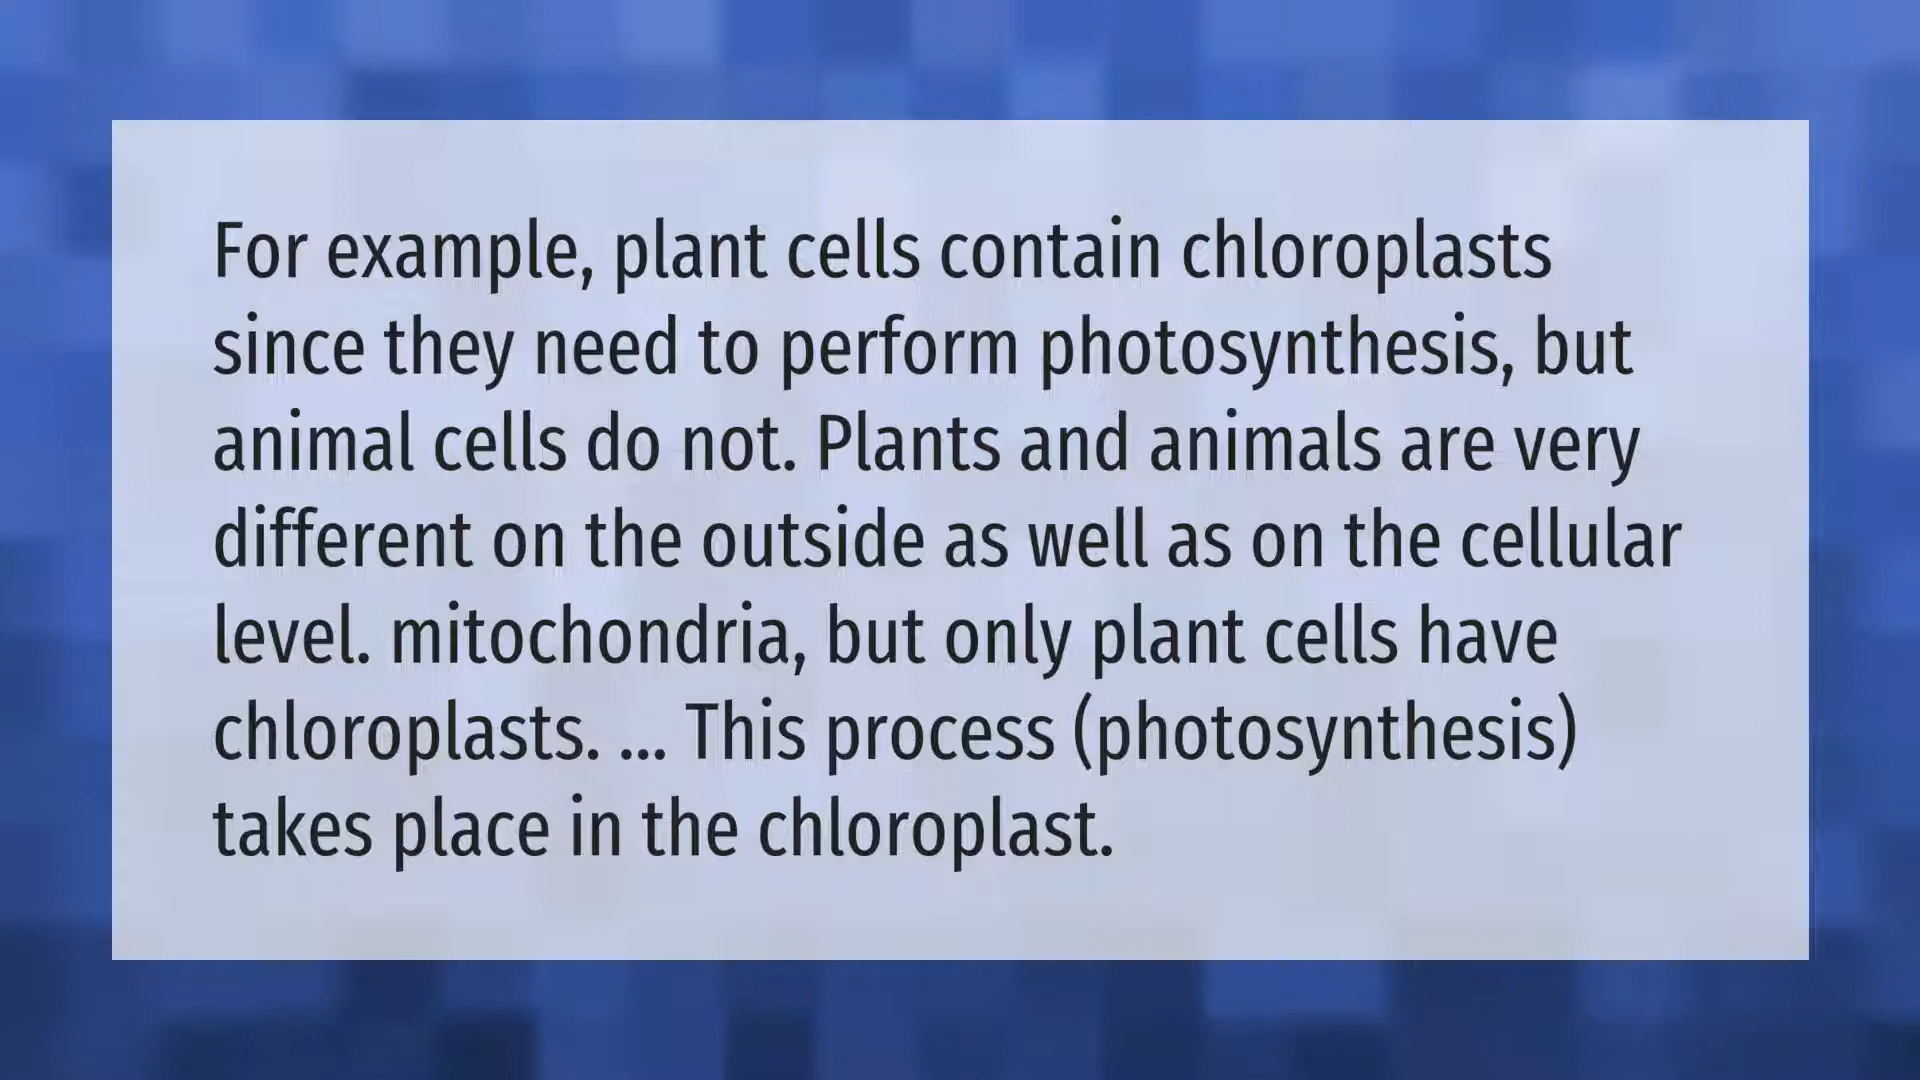 For example, plant cells contain chloroplasts
since they need to perform photosynthesis, but
animal cells do not. Plants and animals are very
different on the outside as well as on the cellular
level. mitochondria, but only plant cells have
chloroplasts. ... This process (photosynthesis)
takes place in the chloroplast.